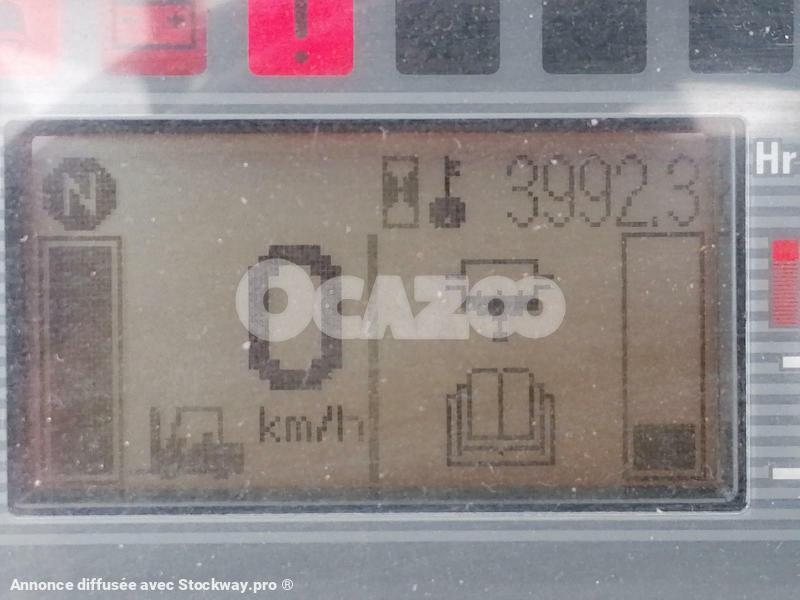 Hr
N
3992.3
0
km/h
OCAZOO
Annonce diffusée avec Stockway.pro ®